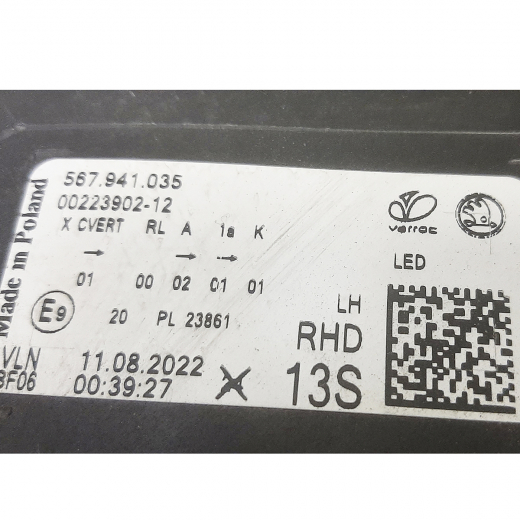 Made in Poland
567.941.035
00223902-12
X CVERT RL A 1a K
→ → →
01 00 02 01 01
E9 20 PL 23861
VLN 11.08.2022
8F06 00:39:27
varroc
LED
LH
RHD
13S